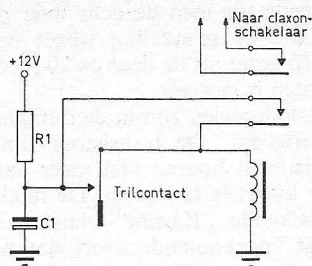 Naar claxon-
schakelaar
+12V
R1
Trilcontact
C1